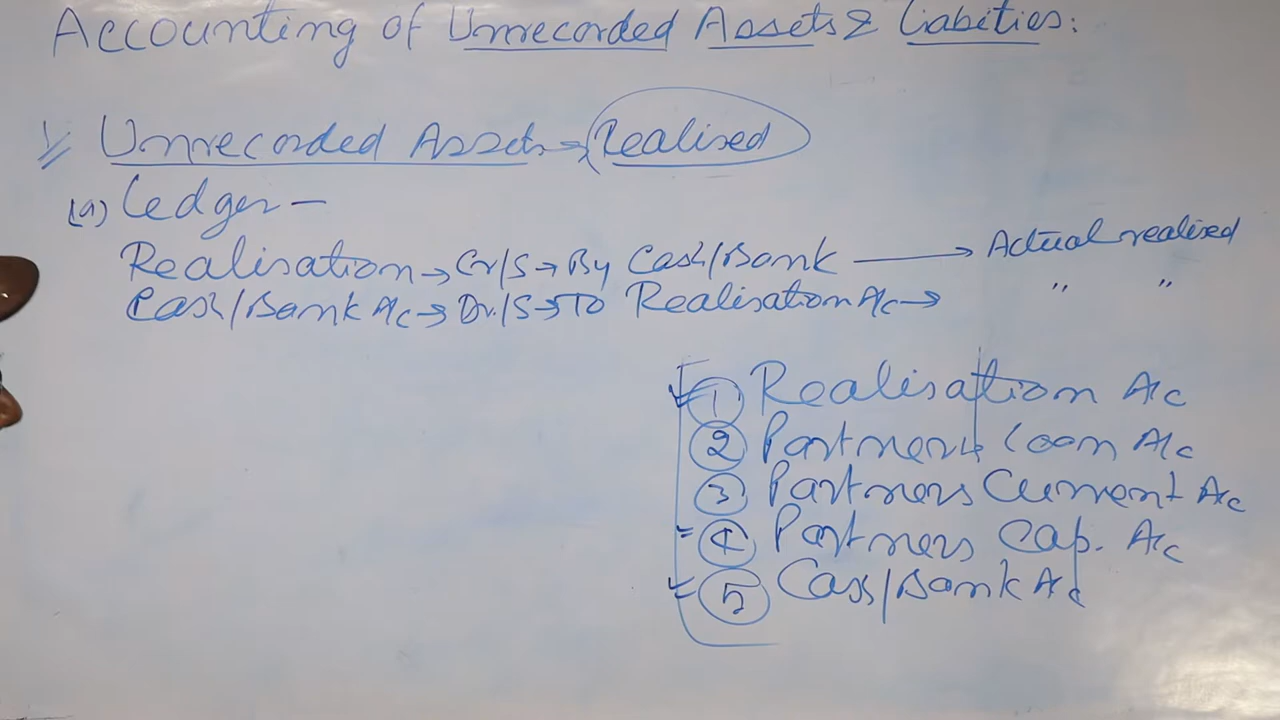 Accounting of Unrecorded Assets & Liabities:
1) Unrecorded Assets → Realised
(a) Ledger -
Realisation → Cr/S → By Cash/Bank → Actual realised
Cash/Bank A/c → Dr./S → To Realisation A/c → " "
1 Realisation A/c
2 Partners Loan A/c
3 Partners Current A/c
4 Partners Cap. A/c
5 Cash/Bank A/c